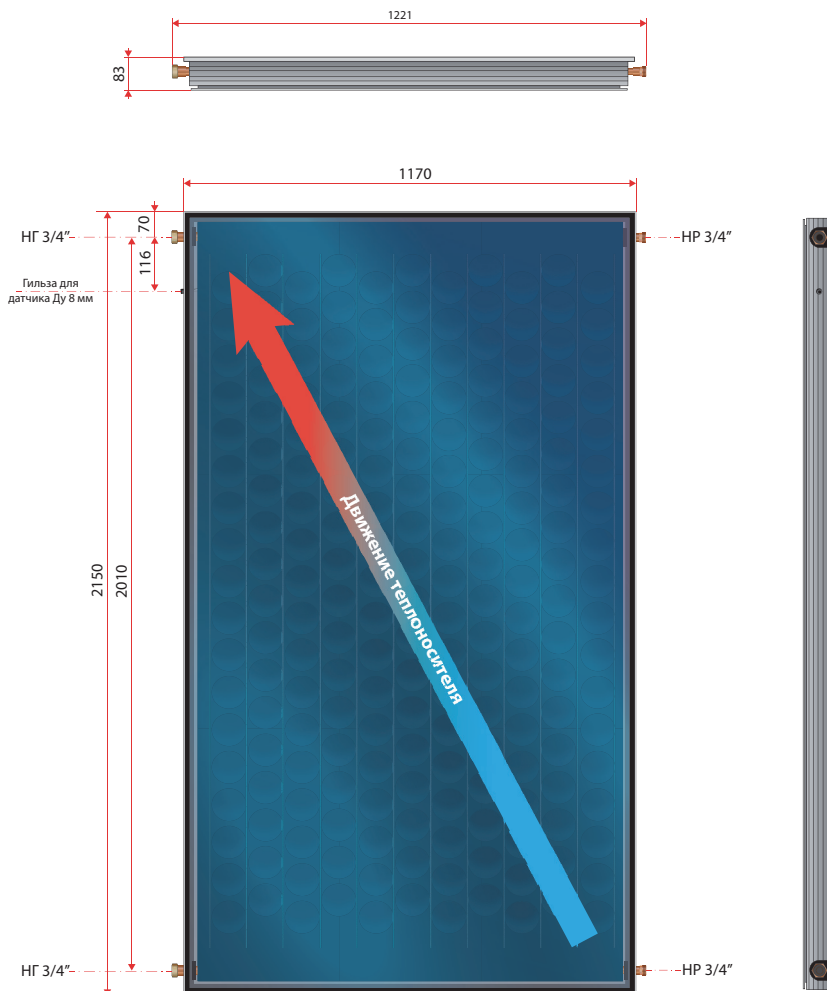 1221
83
1170
70
НГ 3/4”
НР 3/4”
116
Гильза для
датчика Ду 8 мм
Движение теплоносителя
2150
2010
НГ 3/4”
НР 3/4”